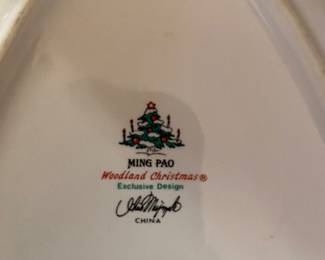 MING PAO
Woodland Christmas®
Exclusive Design
CHINA